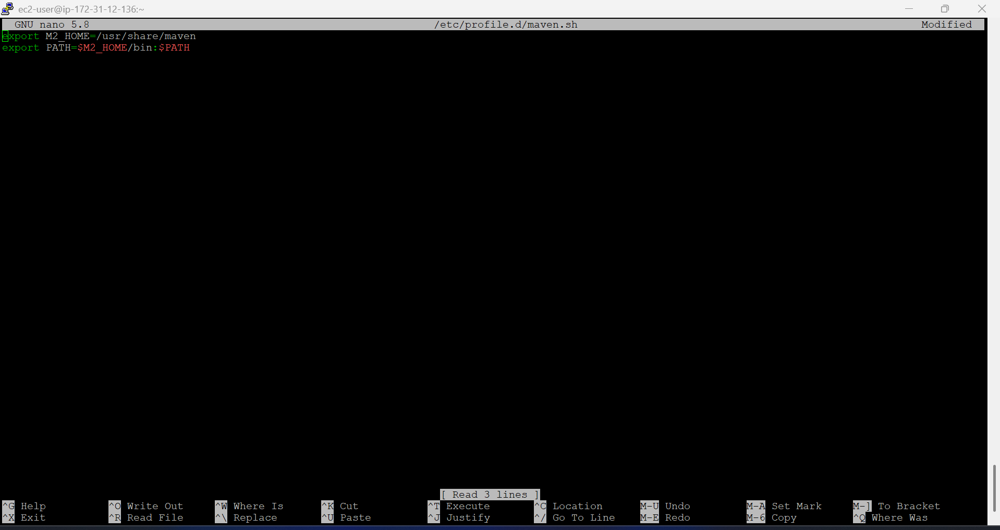 ec2-user@ip-172-31-12-136:~
GNU nano 5.8 /etc/profile.d/maven.sh Modified
export M2_HOME=/usr/share/maven
export PATH=$M2_HOME/bin:$PATH
[ Read 3 lines ]
^G Help ^O Write Out ^W Where Is ^K Cut ^T Execute ^C Location M-U Undo M-A Set Mark M-] To Bracket
^X Exit ^R Read File ^\ Replace ^U Paste ^J Justify ^/ Go To Line M-E Redo M-6 Copy ^Q Where Was